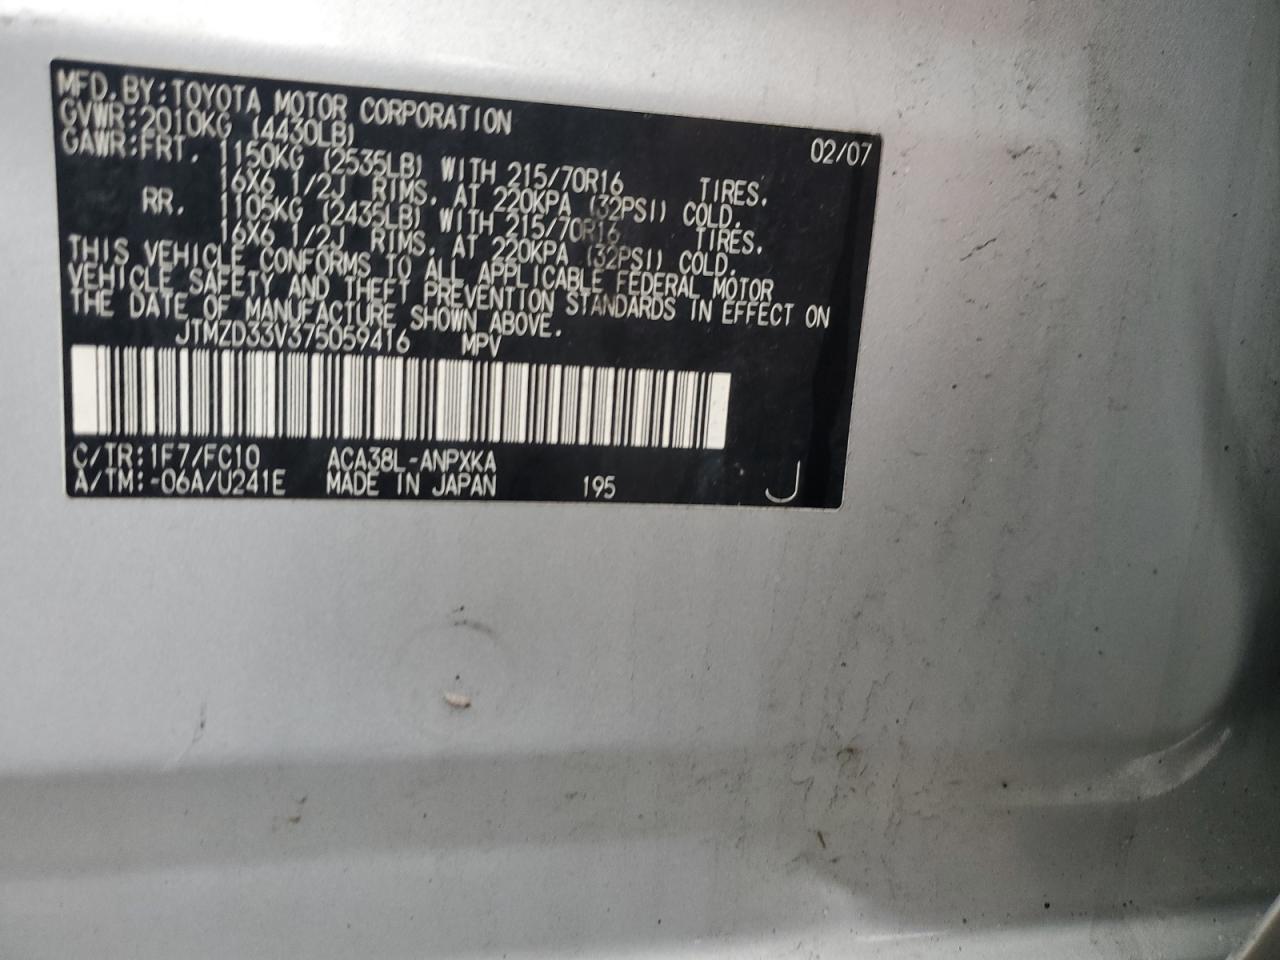 MFD. BY: TOYOTA MOTOR CORPORATION 02/07
GVWR: 2010KG (4430LB)
GAWR: FRT. 1150KG (2535LB) WITH 215/70R16 TIRES,
16X6 1/2J RIMS, AT 220KPA (32PSI) COLD.
RR. 1105KG (2435LB) WITH 215/70R16 TIRES,
16X6 1/2J RIMS, AT 220KPA (32PSI) COLD.
THIS VEHICLE CONFORMS TO ALL APPLICABLE FEDERAL MOTOR
VEHICLE SAFETY AND THEFT PREVENTION STANDARDS IN EFFECT ON
THE DATE OF MANUFACTURE SHOWN ABOVE.
JTMZD33V375059416 MPV
C/TR: 1F7/FC10 ACA38L-ANPXKA
A/TM: -06A/U241E MADE IN JAPAN 195 J